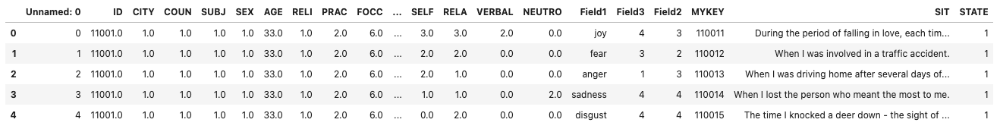 Unnamed: 0 ID CITY COUN SUBJ SEX AGE RELI PRAC FOCC ... SELF RELA VERBAL NEUTRO Field1 Field3 Field2 MYKEY SIT STATE
0 0 11001.0 1.0 1.0 1.0 1.0 33.0 1.0 2.0 6.0 ... 3.0 3.0 2.0 0.0 joy 4 3 110011 During the period of falling in love, each tim... 1
1 1 11001.0 1.0 1.0 1.0 1.0 33.0 1.0 2.0 6.0 ... 2.0 2.0 0.0 0.0 fear 3 2 110012 When I was involved in a traffic accident. 1
2 2 11001.0 1.0 1.0 1.0 1.0 33.0 1.0 2.0 6.0 ... 2.0 1.0 0.0 0.0 anger 1 3 110013 When I was driving home after several days of... 1
3 3 11001.0 1.0 1.0 1.0 1.0 33.0 1.0 2.0 6.0 ... 1.0 1.0 0.0 2.0 sadness 4 4 110014 When I lost the person who meant the most to me. 1
4 4 11001.0 1.0 1.0 1.0 1.0 33.0 1.0 2.0 6.0 ... 0.0 2.0 0.0 0.0 disgust 4 4 110015 The time I knocked a deer down - the sight of ... 1